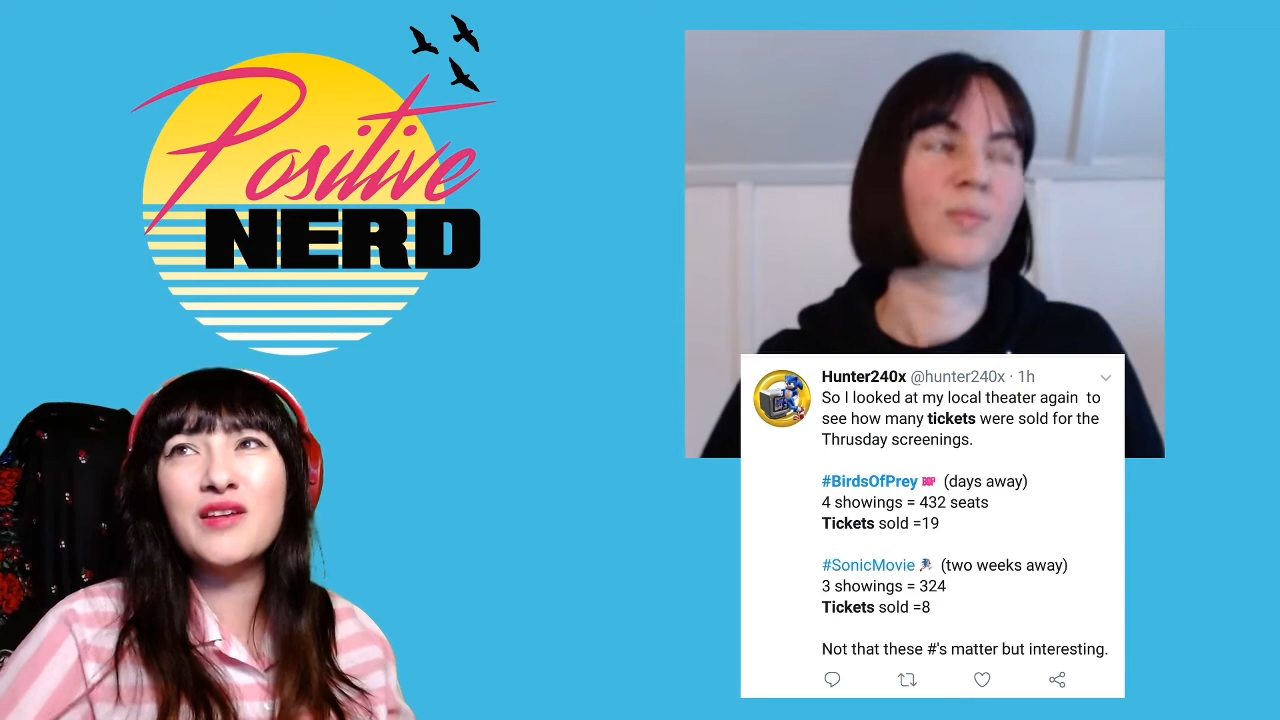 Positive
NERD
Hunter240x @hunter240x · 1h
So I looked at my local theater again to
see how many tickets were sold for the
Thrusday screenings.
#BirdsOfPrey BOP (days away)
4 showings = 432 seats
Tickets sold =19
#SonicMovie (two weeks away)
3 showings = 324
Tickets sold =8
Not that these #'s matter but interesting.